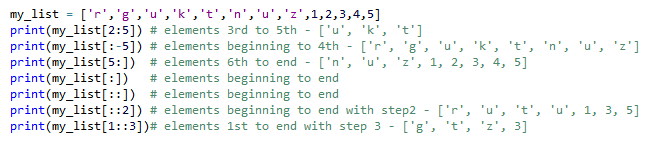 my_list = ['r','g','u','k','t','n','u','z',1,2,3,4,5]
print(my_list[2:5]) # elements 3rd to 5th - ['u', 'k', 't']
print(my_list[:-5]) # elements beginning to 4th - ['r', 'g', 'u', 'k', 't', 'n', 'u', 'z']
print(my_list[5:])  # elements 6th to end - ['n', 'u', 'z', 1, 2, 3, 4, 5]
print(my_list[:])   # elements beginning to end
print(my_list[::])  # elements beginning to end
print(my_list[::2]) # elements beginning to end with step2 - ['r', 'u', 't', 'u', 1, 3, 5]
print(my_list[1::3])# elements 1st to end with step 3 - ['g', 't', 'z', 3]